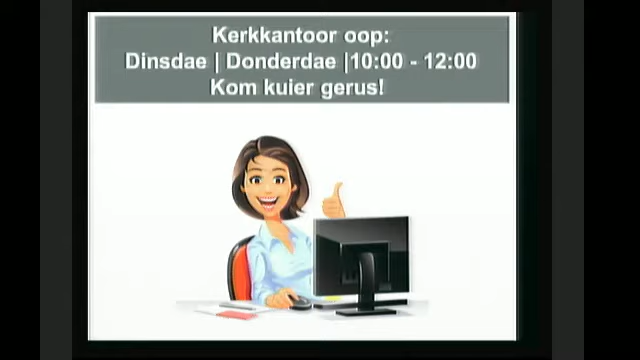 Kerkkantoor oop:
Dinsdae | Donderdae |10:00 - 12:00
Kom kuier gerus!